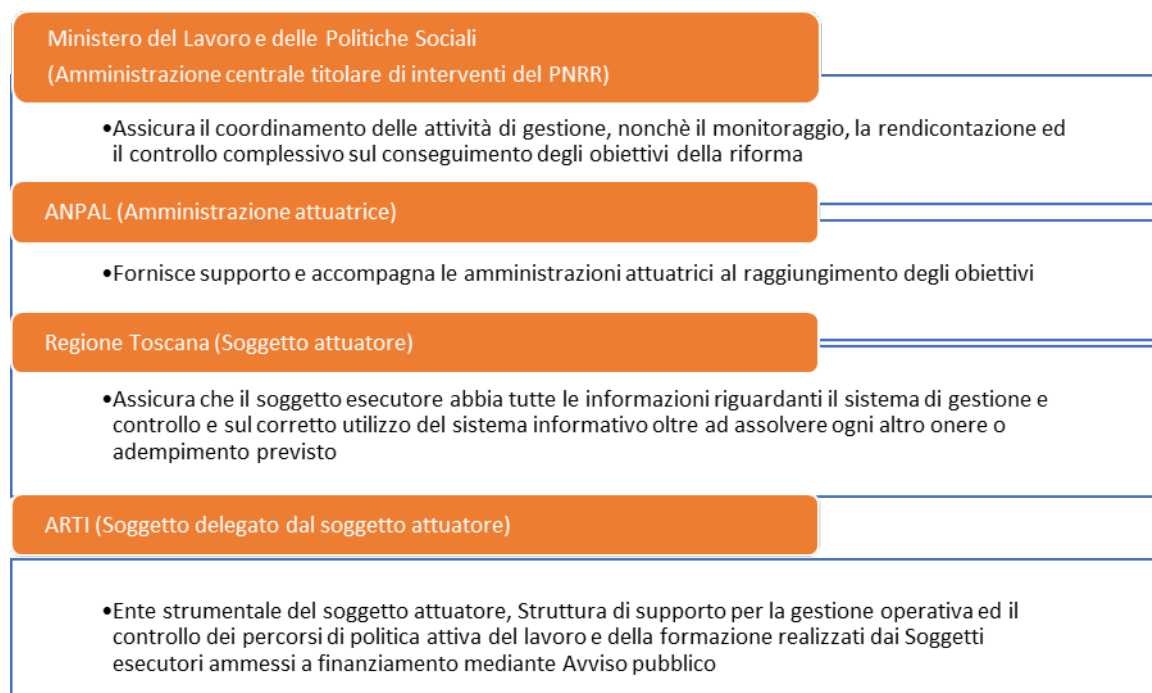 Ministero del Lavoro e delle Politiche Sociali
(Amministrazione centrale titolare di interventi del PNRR)
•Assicura il coordinamento delle attività di gestione, nonchè il monitoraggio, la rendicontazione ed
il controllo complessivo sul conseguimento degli obiettivi della riforma
ANPAL (Amministrazione attuatrice)
•Fornisce supporto e accompagna le amministrazioni attuatrici al raggiungimento degli obiettivi
Regione Toscana (Soggetto attuatore)
•Assicura che il soggetto esecutore abbia tutte le informazioni riguardanti il sistema di gestione e
controllo e sul corretto utilizzo del sistema informativo oltre ad assolvere ogni altro onere o
adempimento previsto
ARTI (Soggetto delegato dal soggetto attuatore)
•Ente strumentale del soggetto attuatore, Struttura di supporto per la gestione operativa ed il
controllo dei percorsi di politica attiva del lavoro e della formazione realizzati dai Soggetti
esecutori ammessi a finanziamento mediante Avviso pubblico